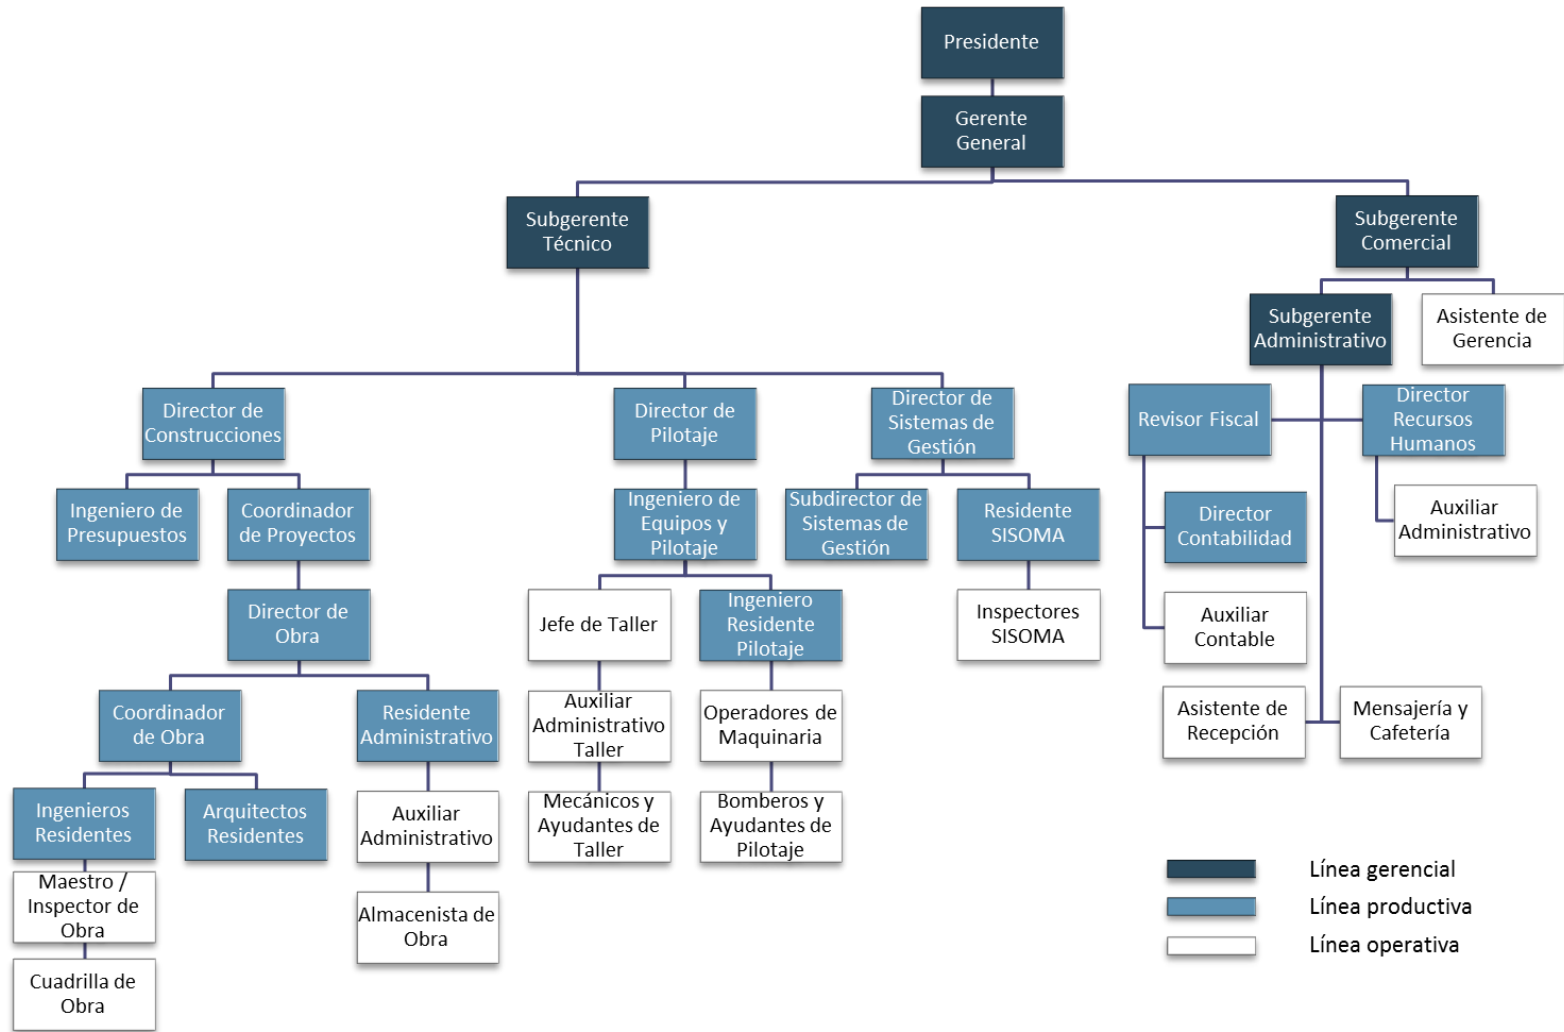 Presidente
Gerente
General
Subgerente
Técnico
Subgerente
Comercial
Subgerente
Administrativo
Asistente de
Gerencia
Director de
Construcciones
Director de
Pilotaje
Director de
Sistemas de
Gestión
Revisor Fiscal
Director
Recursos
Humanos
Ingeniero de
Presupuestos
Coordinador
de Proyectos
Ingeniero de
Equipos y
Pilotaje
Subdirector de
Sistemas de
Gestión
Residente
SISOMA
Director
Contabilidad
Auxiliar
Administrativo
Director de
Obra
Jefe de Taller
Ingeniero
Residente
Pilotaje
Inspectores
SISOMA
Auxiliar
Contable
Coordinador
de Obra
Residente
Administrativo
Auxiliar
Administrativo
Taller
Operadores de
Maquinaria
Asistente de
Recepción
Mensajería y
Cafetería
Ingenieros
Residentes
Arquitectos
Residentes
Auxiliar
Administrativo
Mecánicos y
Ayudantes de
Taller
Bomberos y
Ayudantes de
Pilotaje
Maestro /
Inspector de
Obra
Almacenista de
Obra
Cuadrilla de
Obra
Línea gerencial
Línea productiva
Línea operativa